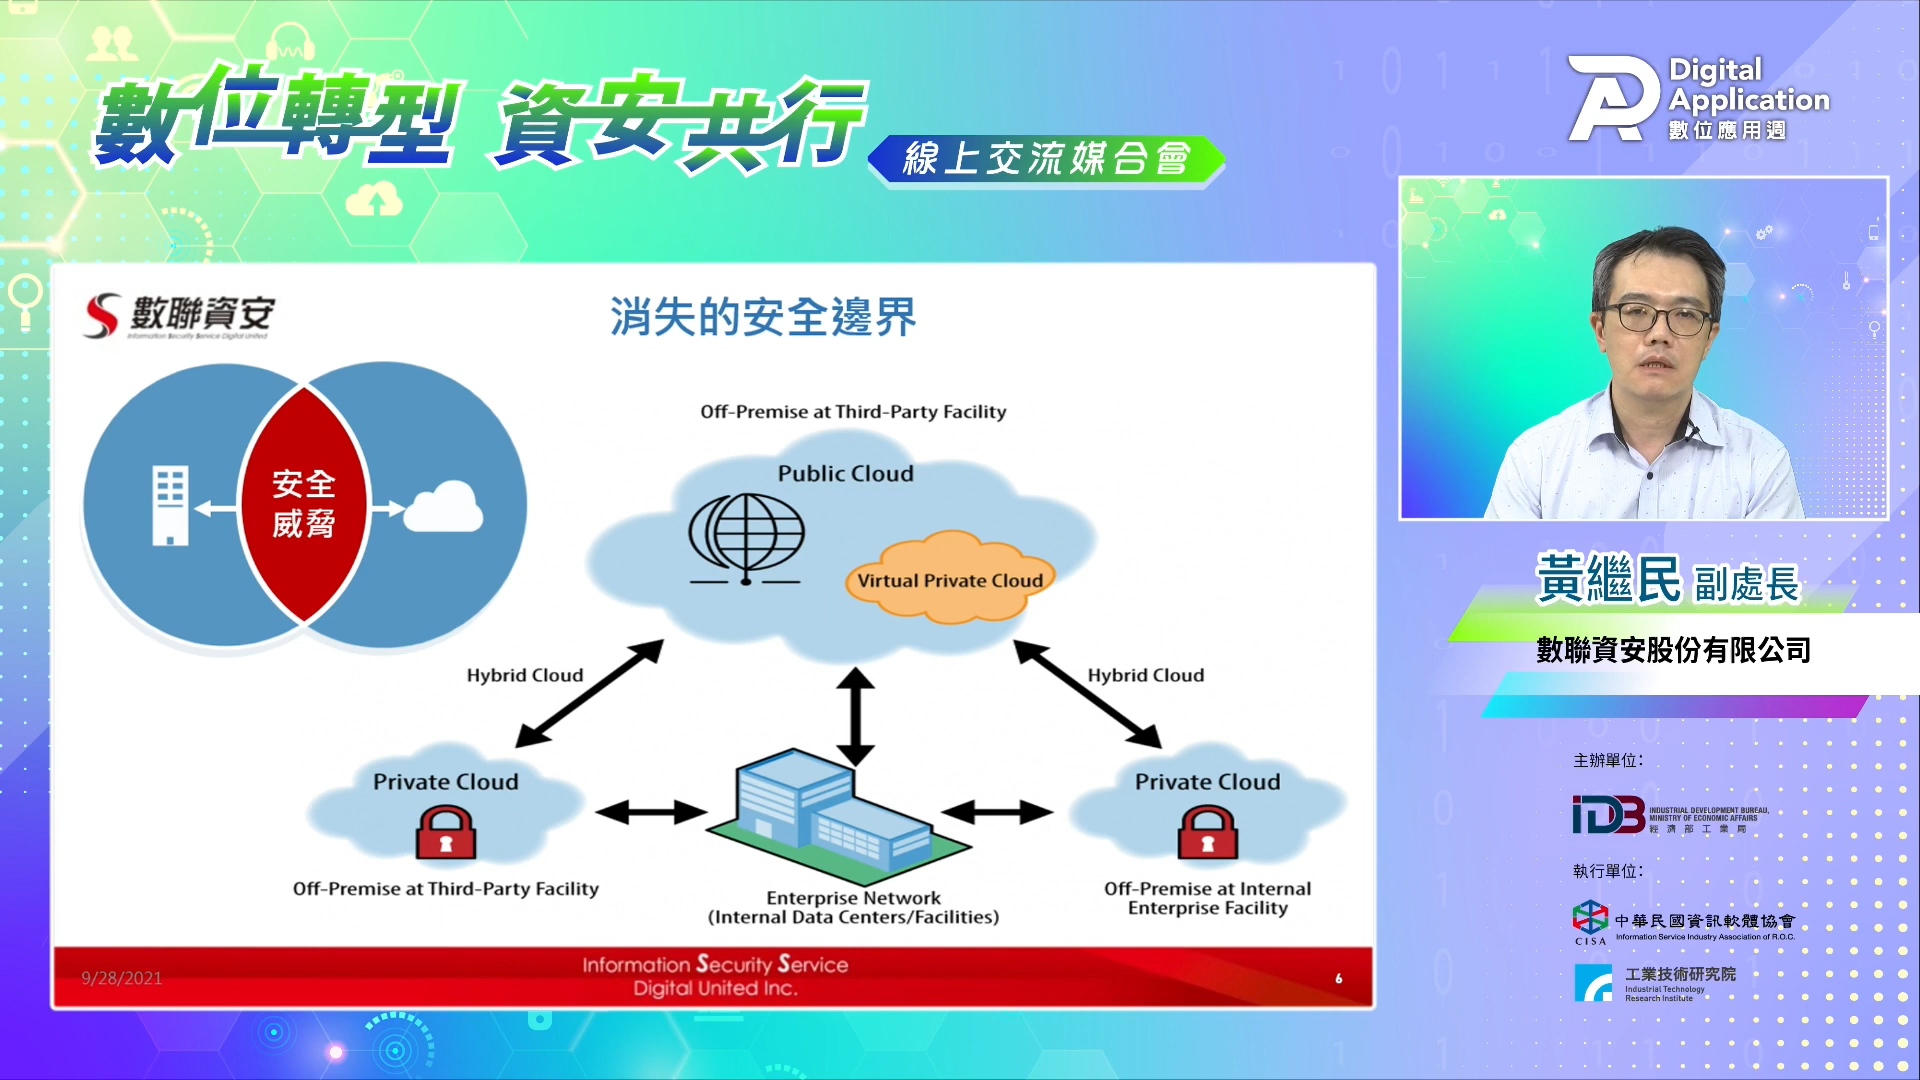 數位轉型 資安共行
線上交流媒合會
Digital
Application
數位應用週
數聯資安
Information Security Service Digital United
消失的安全邊界
安全
威脅
Off-Premise at Third-Party Facility
Public Cloud
Virtual Private Cloud
Hybrid Cloud
Hybrid Cloud
Private Cloud
Private Cloud
Off-Premise at Third-Party Facility
Enterprise Network
(Internal Data Centers/Facilities)
Off-Premise at Internal
Enterprise Facility
9/28/2021
Information Security Service
Digital United Inc.
6
黃繼民 副處長
數聯資安股份有限公司
主辦單位:
IDB
INDUSTRIAL DEVELOPMENT BUREAU,
MINISTRY OF ECONOMIC AFFAIRS
經濟部工業局
執行單位:
CISA
中華民國資訊軟體協會
Information Service Industry Association of R.O.C.
工業技術研究院
Industrial Technology
Research Institute